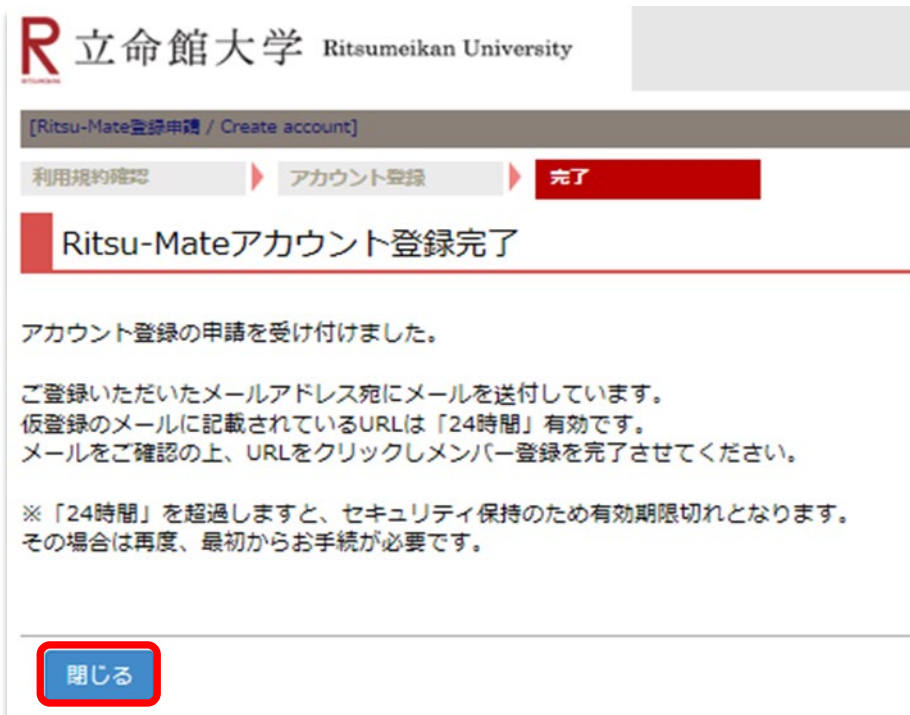 R 立命館大学 Ritsumeikan University
RITSUMEIKAN
[Ritsu-Mate登録申請 / Create account]
利用規約確認 アカウント登録 完了
Ritsu-Mateアカウント登録完了
アカウント登録の申請を受け付けました。
ご登録いただいたメールアドレス宛にメールを送付しています。
仮登録のメールに記載されているURLは「24時間」有効です。
メールをご確認の上、URLをクリックしメンバー登録を完了させてください。
※「24時間」を超過しますと、セキュリティ保持のため有効期限切れとなります。
その場合は再度、最初からお手続が必要です。
閉じる